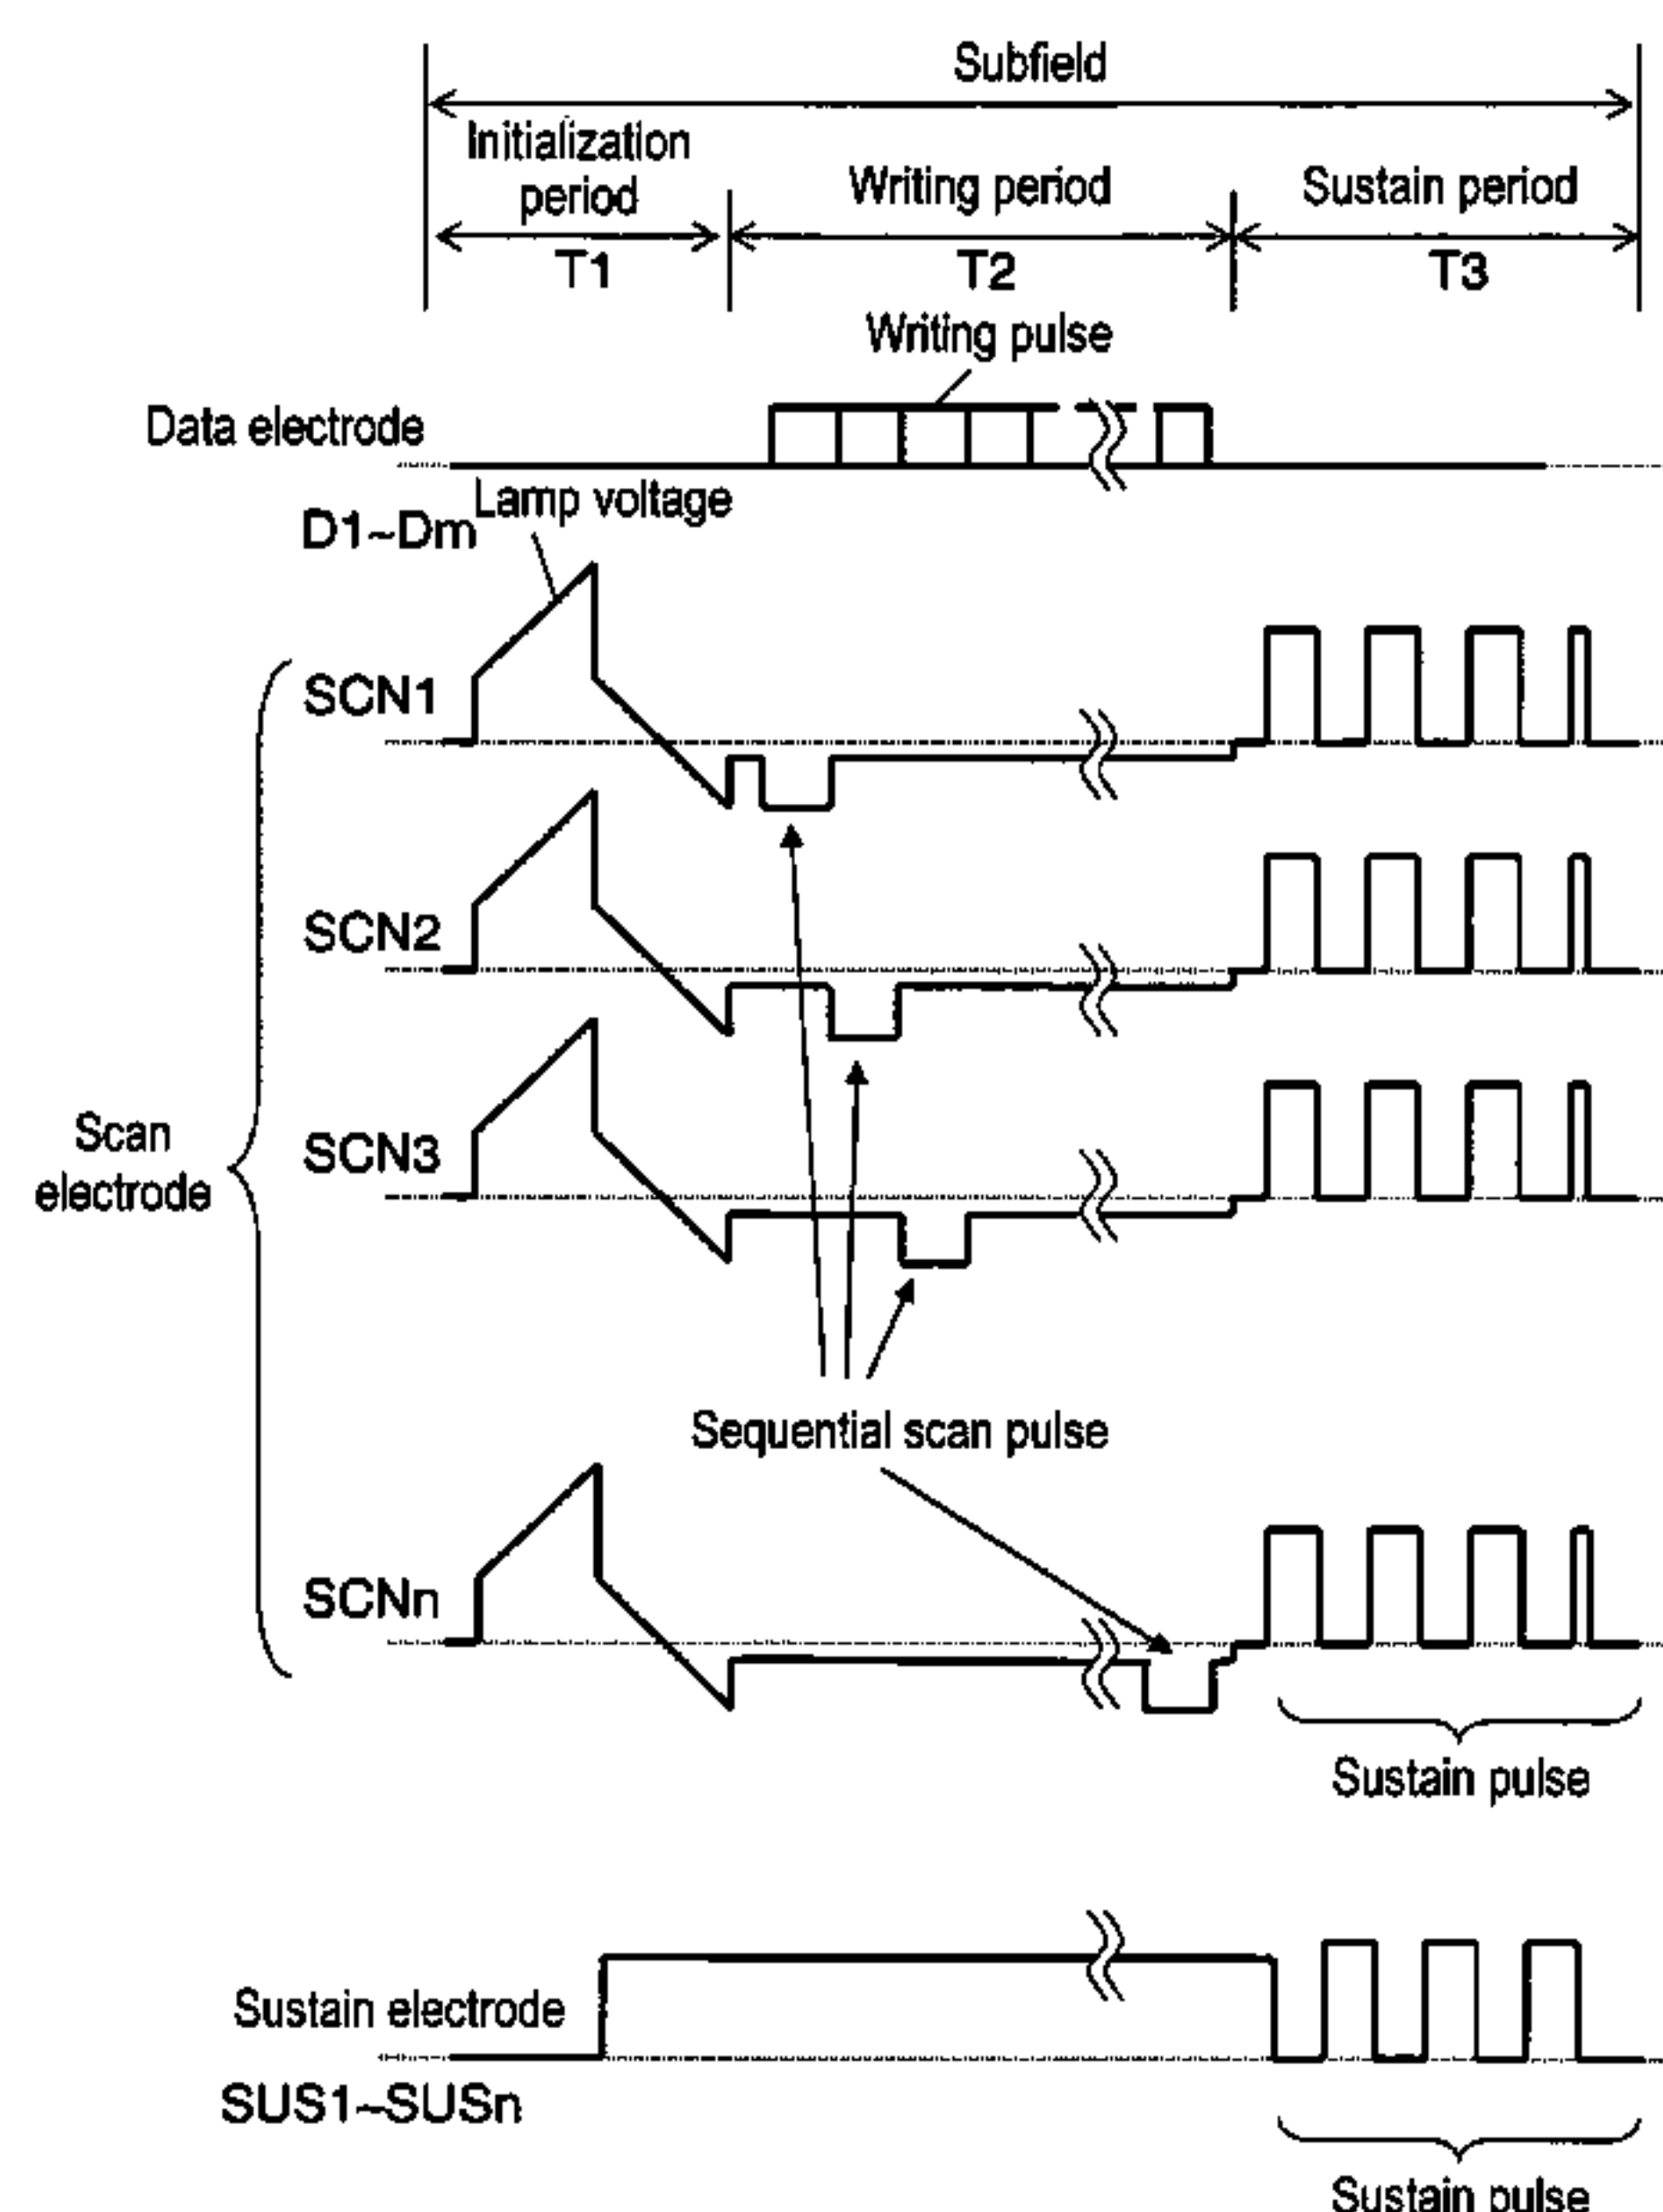 Subfield
Initialization
period
Writing period
Sustain period
T1
T2
T3
Writing pulse
Data electrode
Lamp voltage
D1~Dm
SCN1
SCN2
Scan
electrode
SCN3
Sequential scan pulse
SCNn
Sustain pulse
Sustain electrode
SUS1~SUSn
Sustain pulse